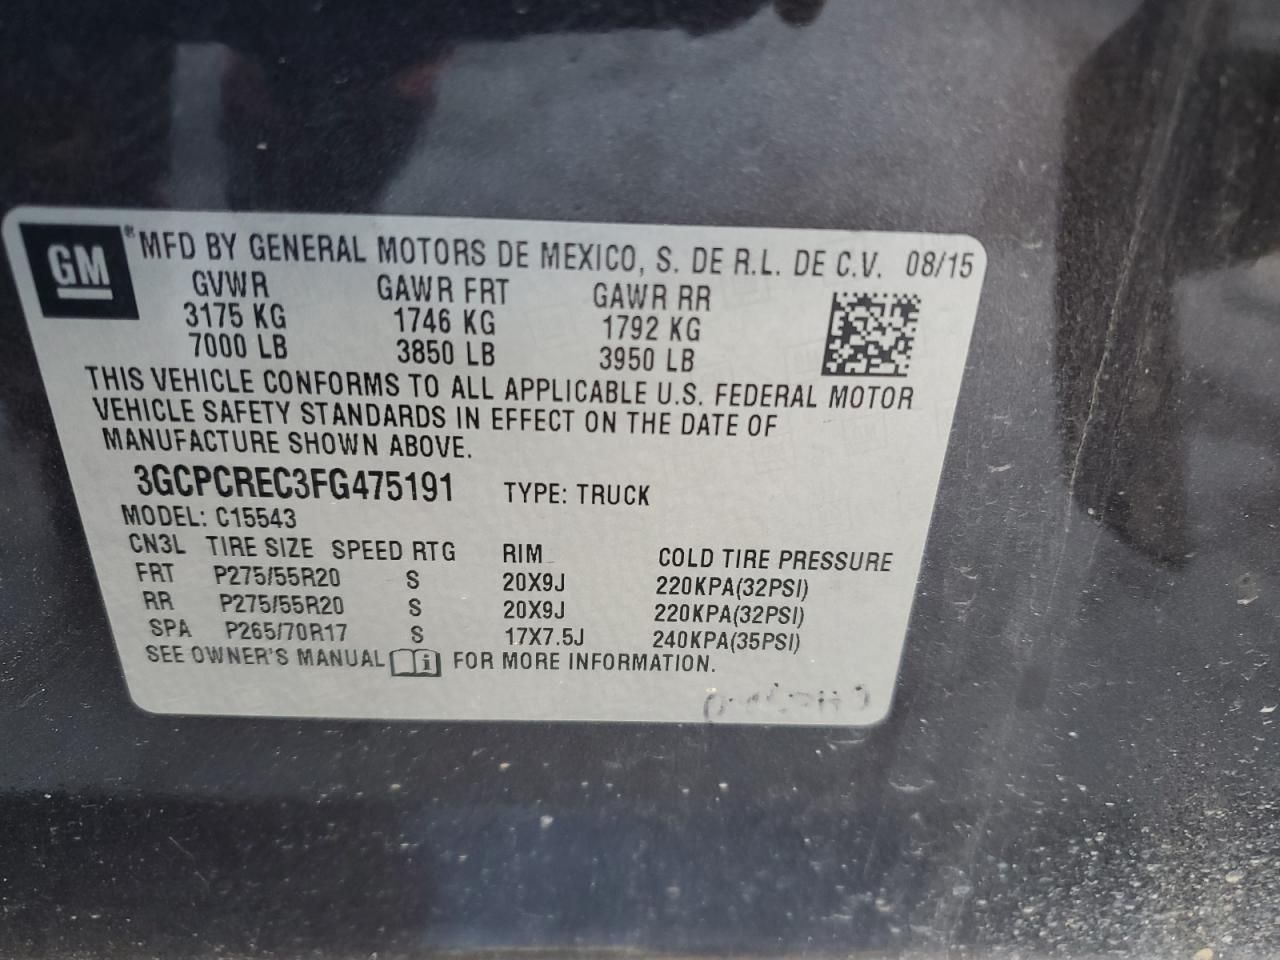 GM ® MFD BY GENERAL MOTORS DE MEXICO, S. DE R.L. DE C.V. 08/15
GVWR GAWR FRT GAWR RR
3175 KG 1746 KG 1792 KG
7000 LB 3850 LB 3950 LB
THIS VEHICLE CONFORMS TO ALL APPLICABLE U.S. FEDERAL MOTOR
VEHICLE SAFETY STANDARDS IN EFFECT ON THE DATE OF
MANUFACTURE SHOWN ABOVE.
3GCPCREC3FG475191 TYPE: TRUCK
MODEL: C15543
CN3L TIRE SIZE SPEED RTG RIM COLD TIRE PRESSURE
FRT P275/55R20 S 20X9J 220KPA(32PSI)
RR P275/55R20 S 20X9J 220KPA(32PSI)
SPA P265/70R17 S 17X7.5J 240KPA(35PSI)
SEE OWNER'S MANUAL i FOR MORE INFORMATION.